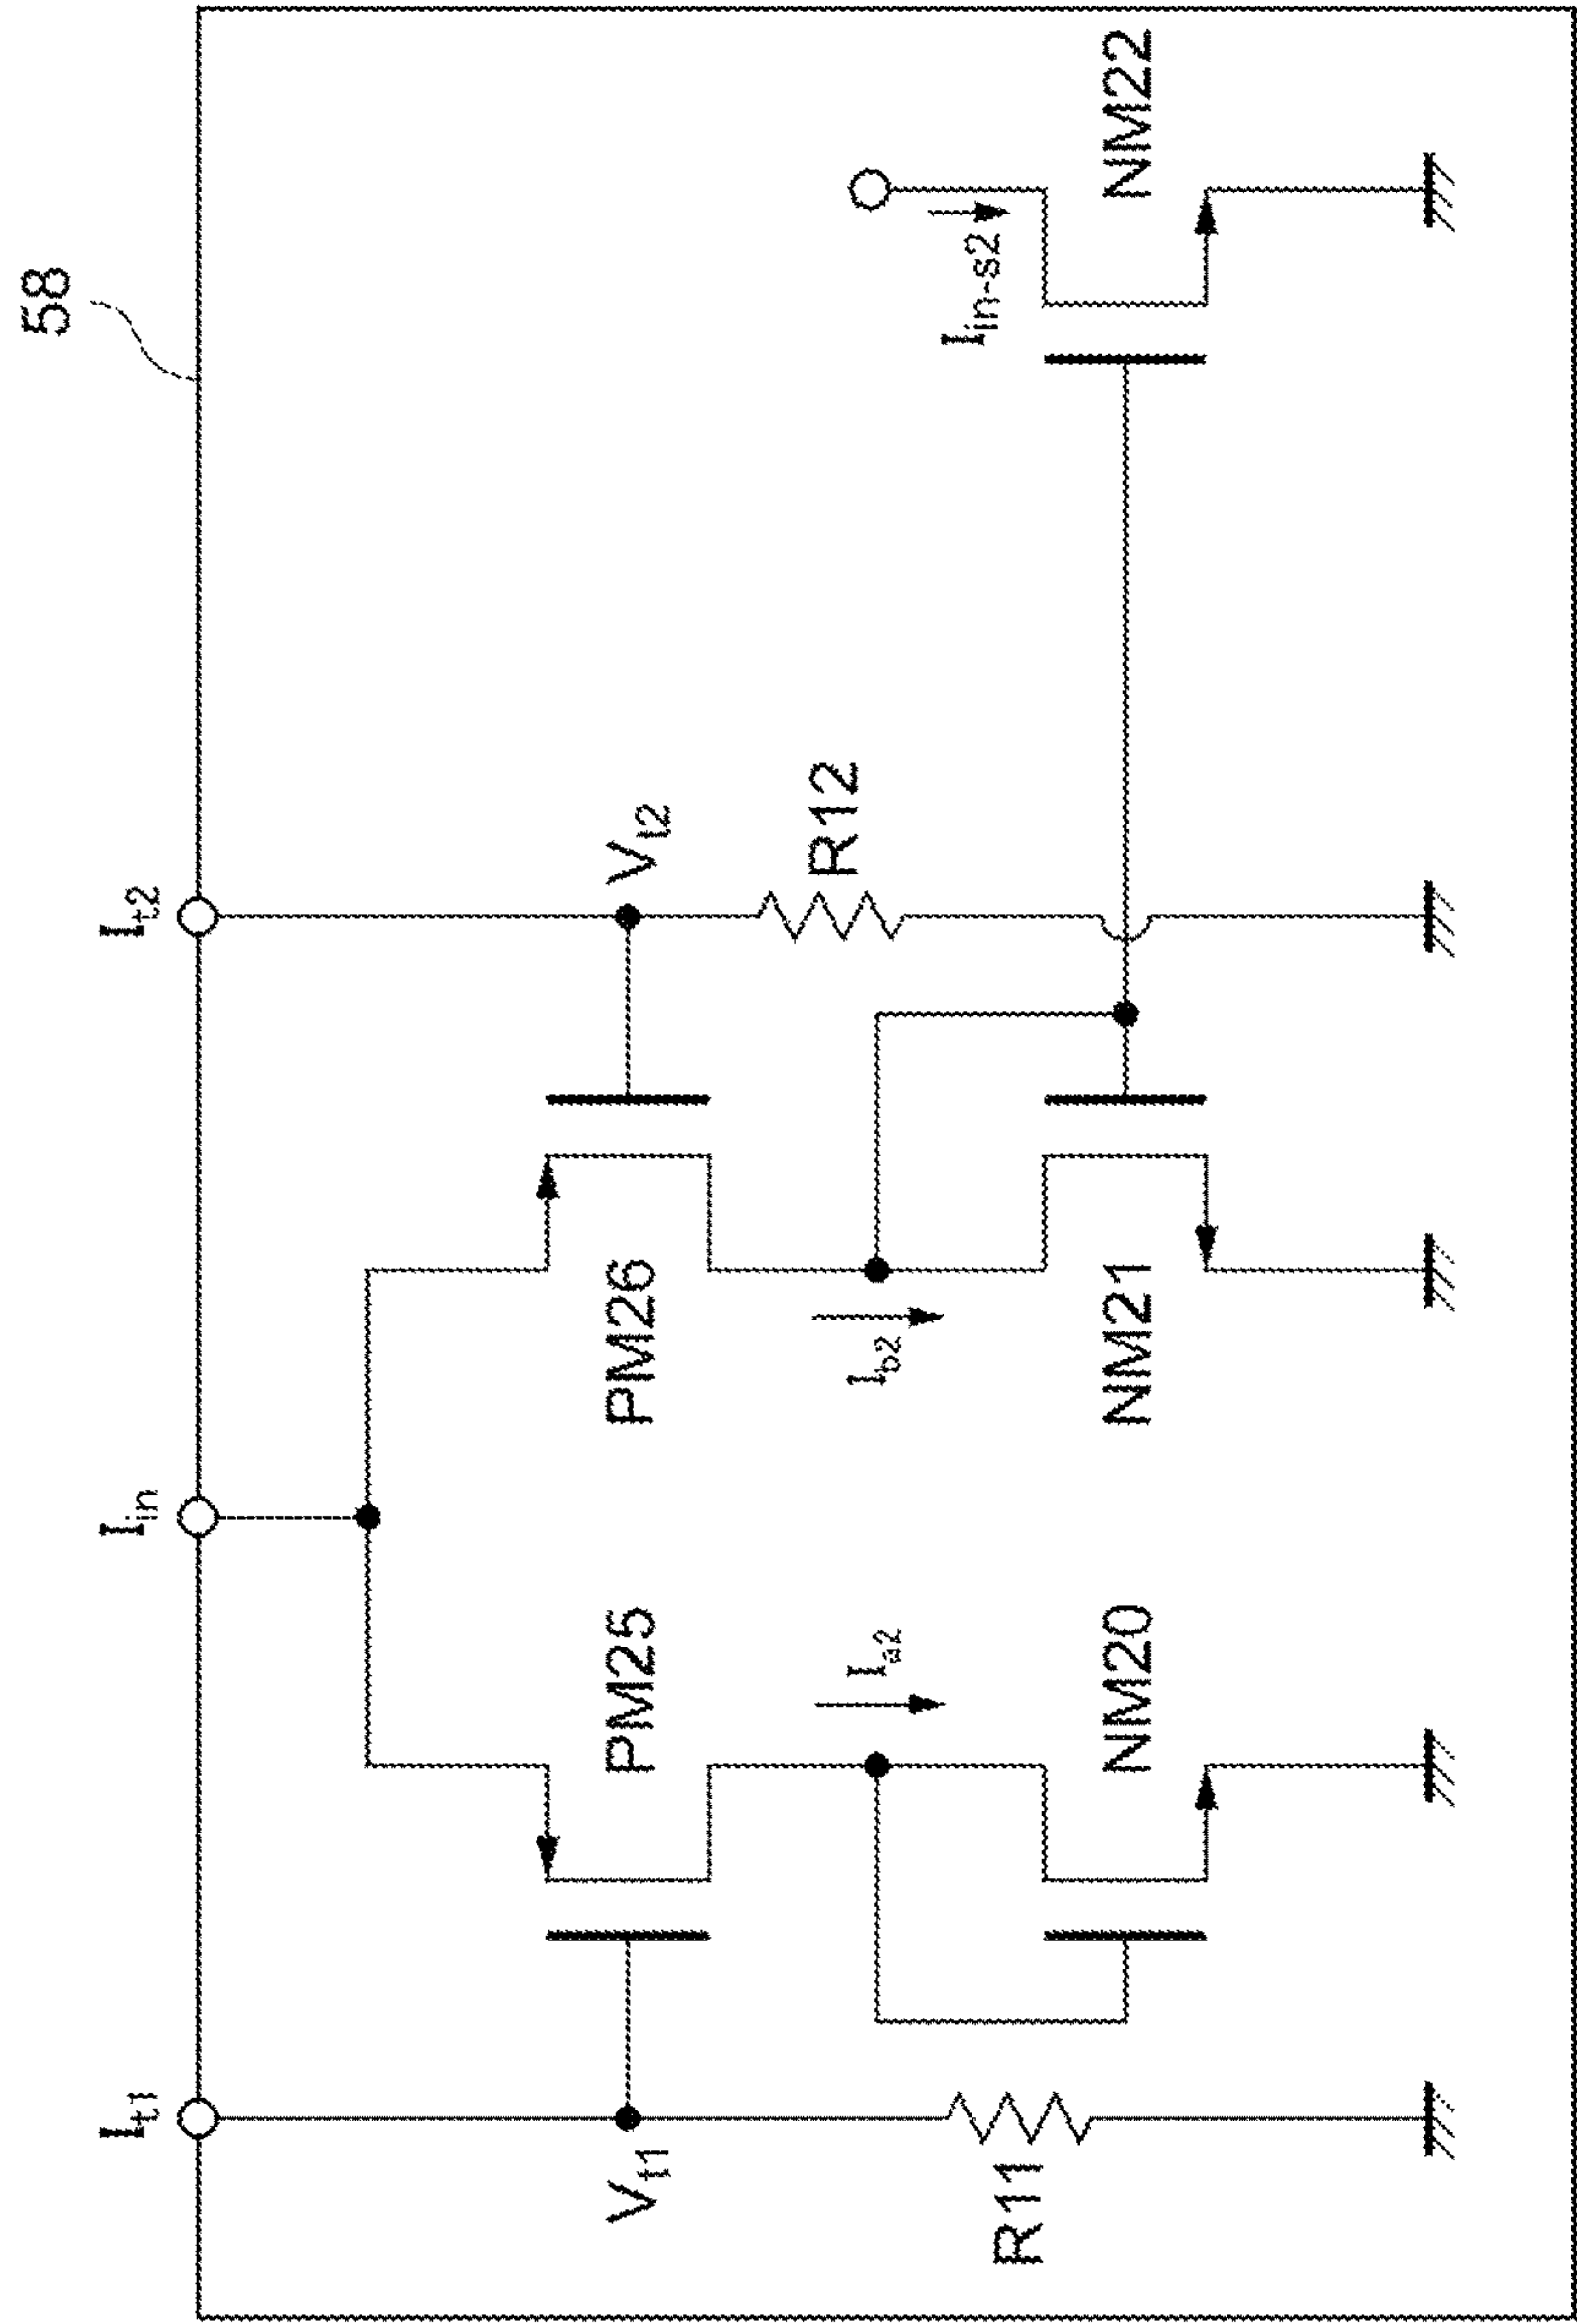 58
I_t1
I_in
I_t2
V_t1
PM25
PM26
V_t2
R11
I_a2
I_b2
R12
I_in-s2
NM20
NM21
NM22